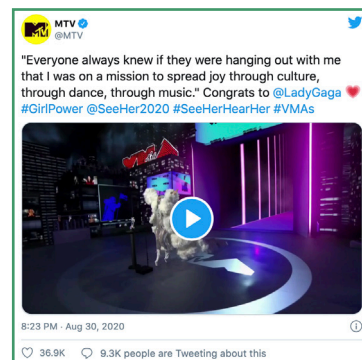 MTV
@MTV
"Everyone always knew if they were hanging out with me
that I was on a mission to spread joy through culture,
through dance, through music." Congrats to @LadyGaga
#GirlPower @SeeHer2020 #SeeHerHearHer #VMAs
8:23 PM · Aug 30, 2020
36.9K 9.3K people are Tweeting about this